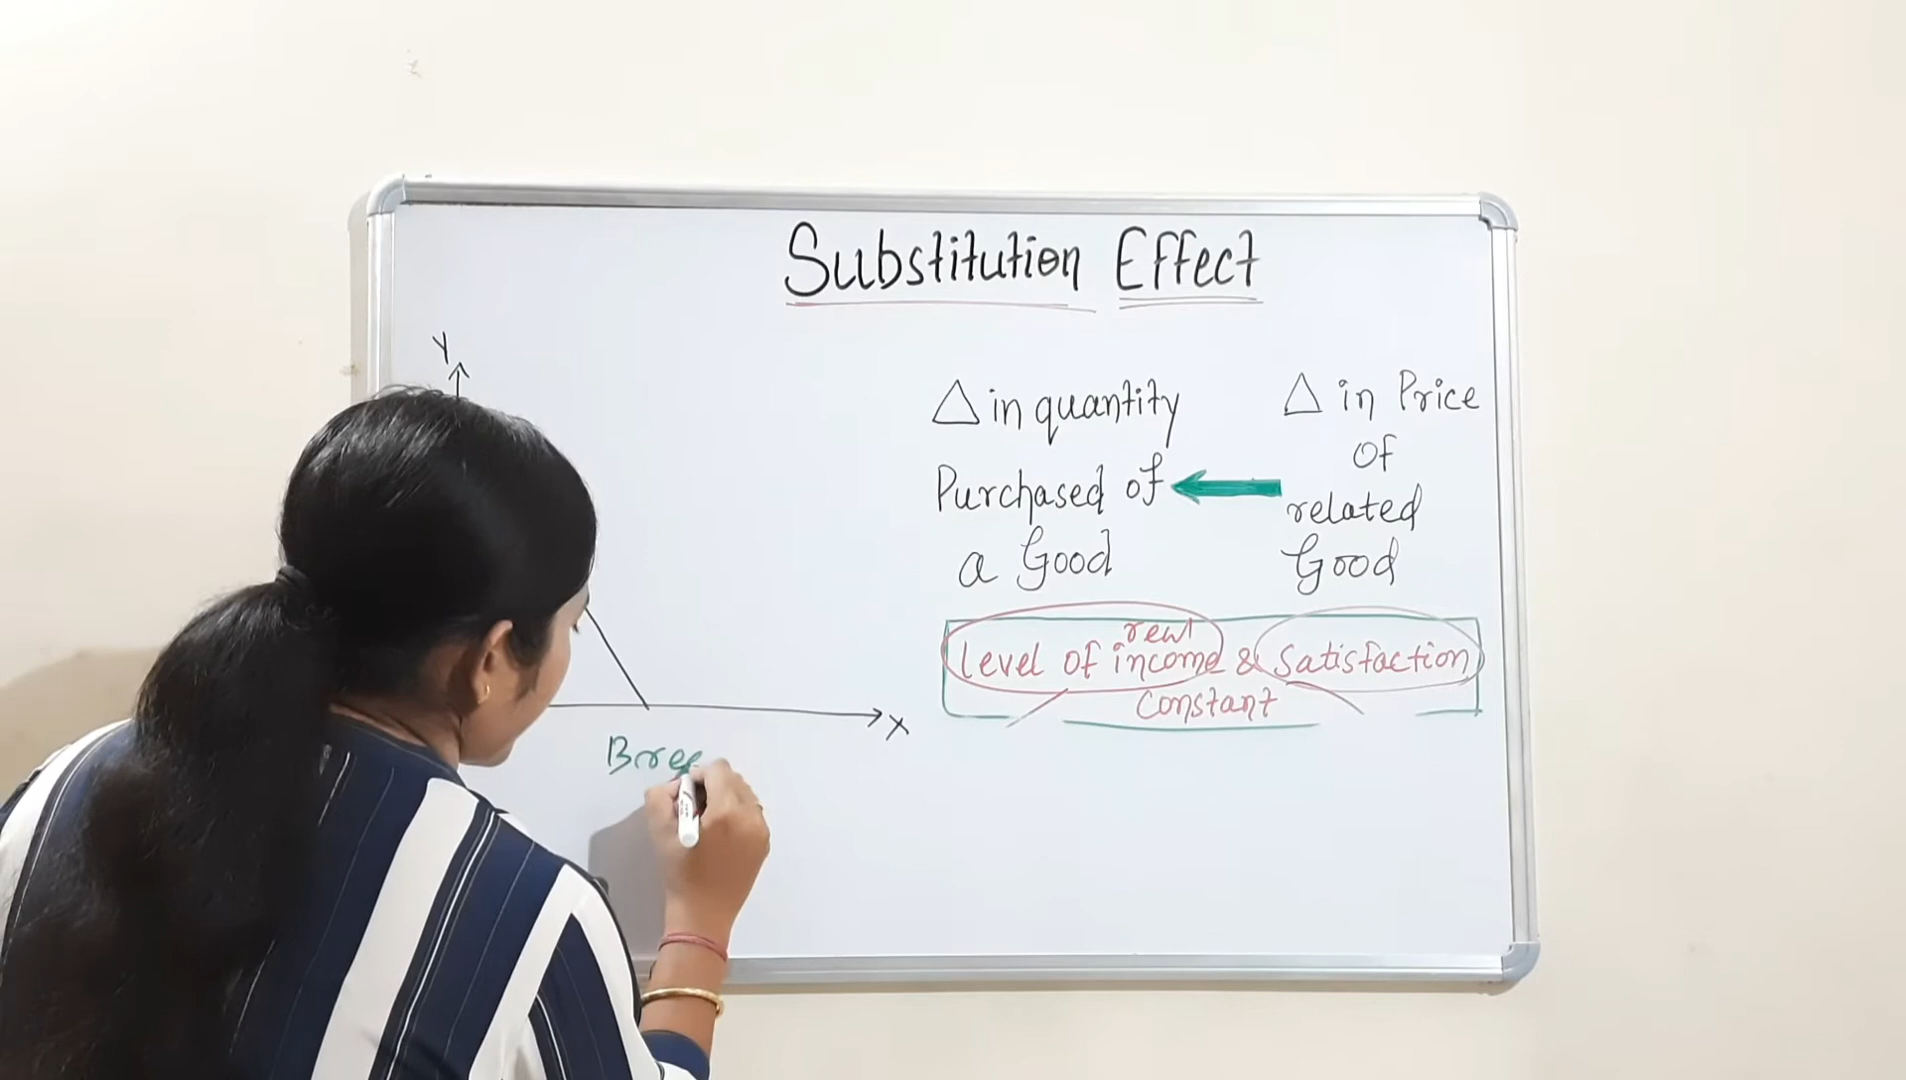 Substitution Effect
Y
△ in quantity
Purchased of
a Good
△ in Price
of
related
Good
real
Level of income & Satisfaction
Constant
X
Bre